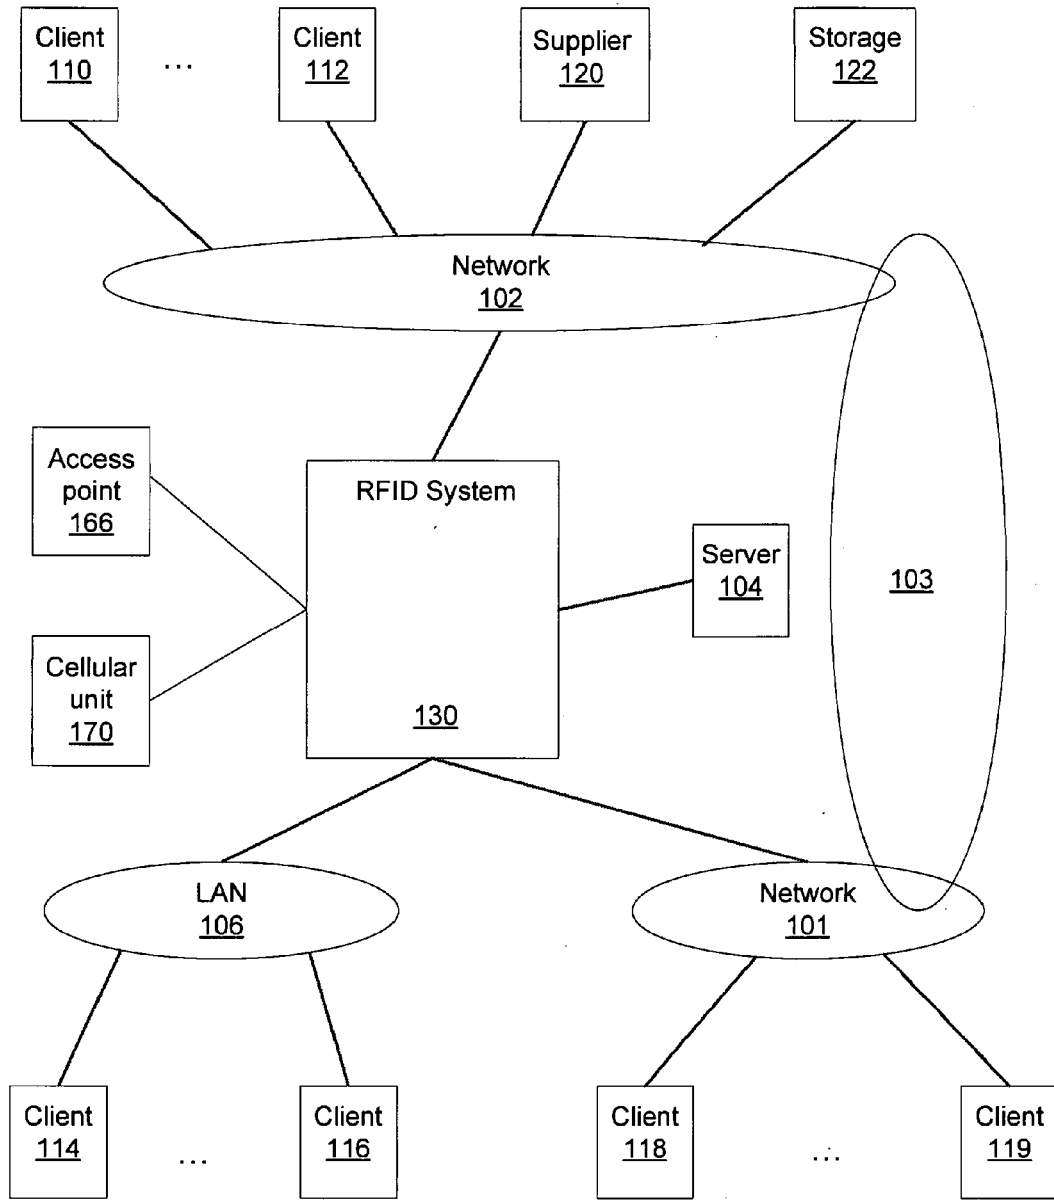 Client
110
...
Client
112
Supplier
120
Storage
122
Network
102
Access
point
166
RFID System
130
Server
104
103
Cellular
unit
170
LAN
106
Network
101
Client
114
...
Client
116
Client
118
...
Client
119